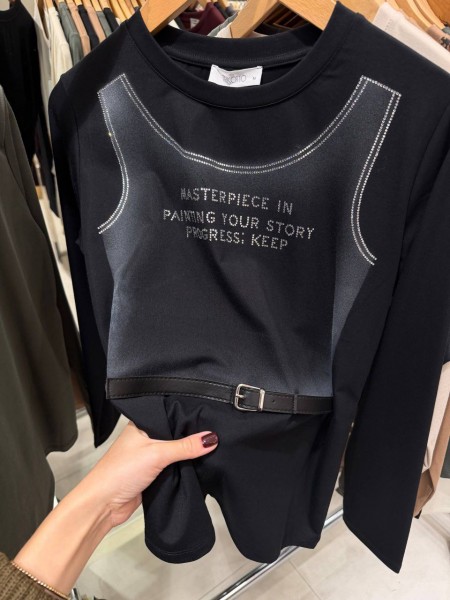 MASTERPIECE IN
PAINTING YOUR STORY
PROGRESS; KEEP